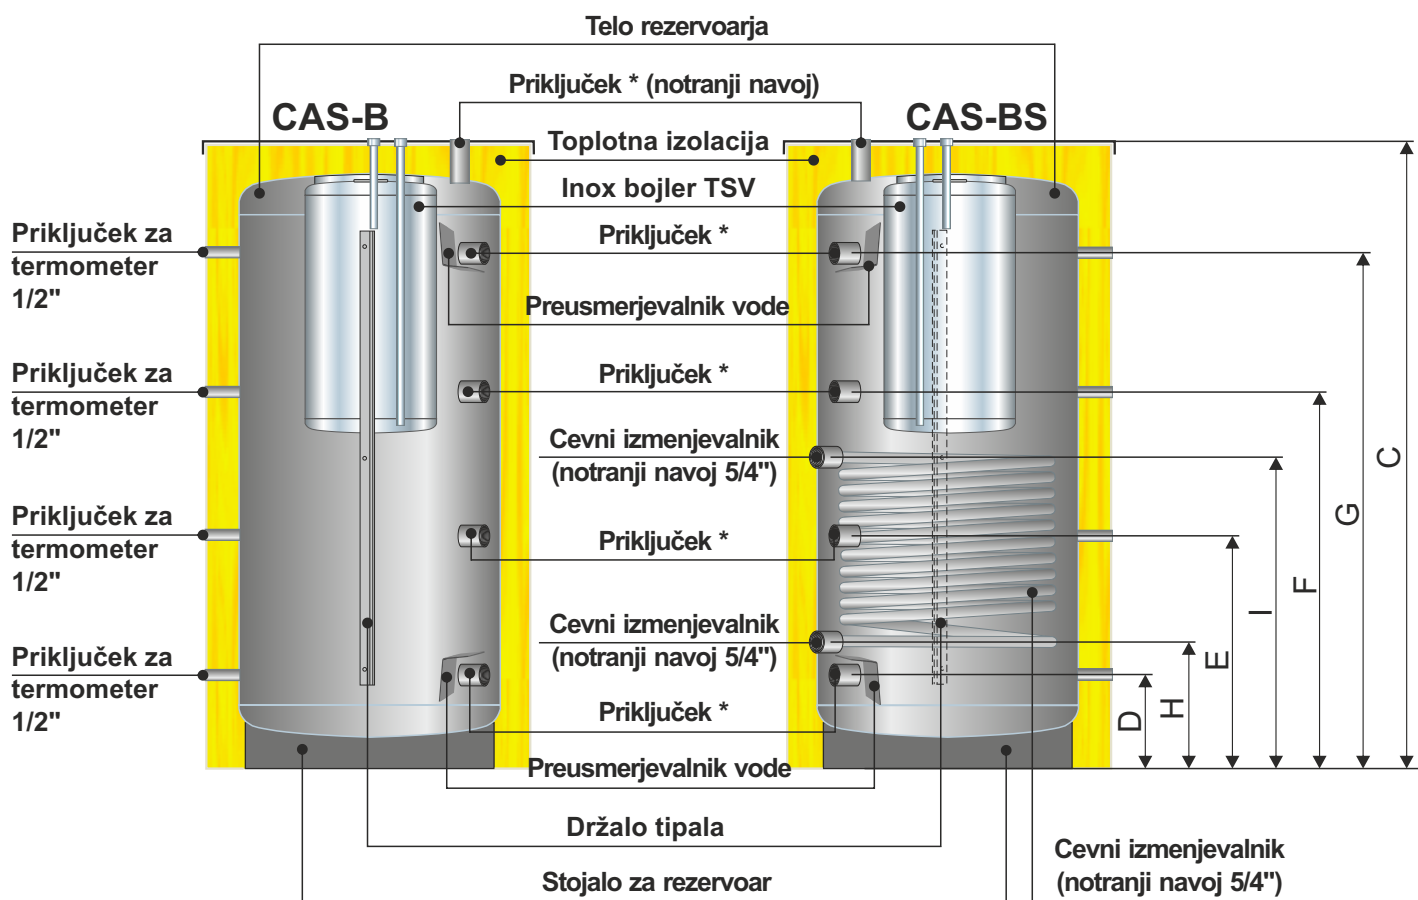 Telo rezervoarja
Priključek * (notranji navoj)
CAS-B
CAS-BS
Toplotna izolacija
Inox bojler TSV
Priključek za
termometer
1/2"
Priključek *
Preusmerjevalnik vode
Priključek za
termometer
1/2"
Priključek *
Cevni izmenjevalnik
(notranji navoj 5/4")
Priključek za
termometer
1/2"
Priključek *
Cevni izmenjevalnik
(notranji navoj 5/4")
Priključek za
termometer
1/2"
Priključek *
Preusmerjevalnik vode
Držalo tipala
Stojalo za rezervoar
Cevni izmenjevalnik
(notranji navoj 5/4")
D
H
E
I
F
G
C